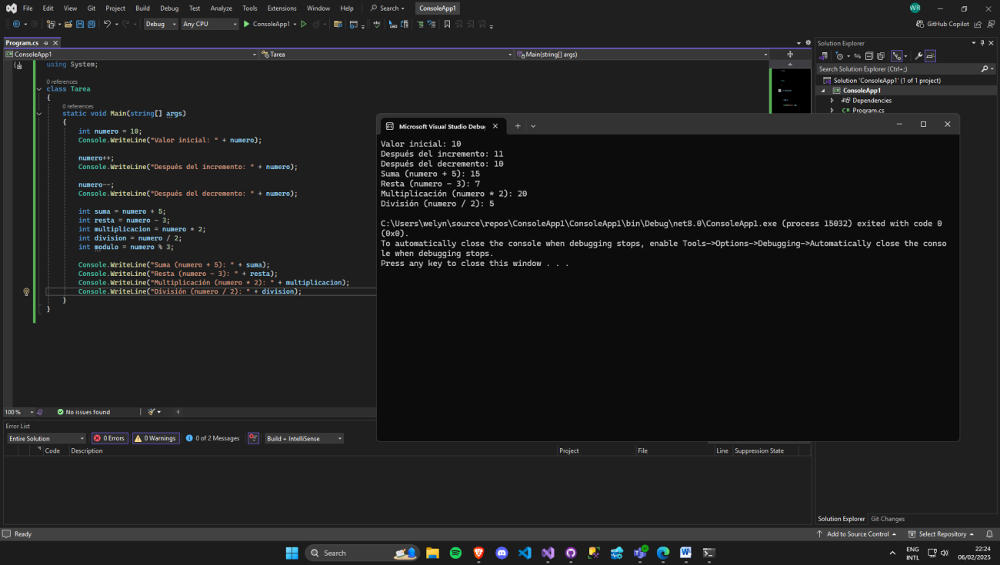 File Edit View Git Project Build Debug Test Analyze Tools Extensions Window Help Search ConsoleApp1 WR
Debug Any CPU ConsoleApp1 GitHub Copilot
Program.cs
ConsoleApp1 Tarea Main(string[] args)
using System;
0 references
class Tarea
{
0 references
static void Main(string[] args)
{
int numero = 10;
Console.WriteLine("Valor inicial: " + numero);
numero++;
Console.WriteLine("Después del incremento: " + numero);
numero--;
Console.WriteLine("Después del decremento: " + numero);
int suma = numero + 5;
int resta = numero - 3;
int multiplicacion = numero * 2;
int division = numero / 2;
int modulo = numero % 3;
Console.WriteLine("Suma (numero + 5): " + suma);
Console.WriteLine("Resta (numero - 3): " + resta);
Console.WriteLine("Multiplicación (numero * 2): " + multiplicacion);
Console.WriteLine("División (numero / 2): " + division);
}
}
Solution Explorer
Search Solution Explorer (Ctrl+;)
Solution 'ConsoleApp1' (1 of 1 project)
ConsoleApp1
Dependencies
C# Program.cs
Microsoft Visual Studio Debug
Valor inicial: 10
Después del incremento: 11
Después del decremento: 10
Suma (numero + 5): 15
Resta (numero - 3): 7
Multiplicación (numero * 2): 20
División (numero / 2): 5
C:\Users\welyn\source\repos\ConsoleApp1\ConsoleApp1\bin\Debug\net8.0\ConsoleApp1.exe (process 15032) exited with code 0
(0x0).
To automatically close the console when debugging stops, enable Tools->Options->Debugging->Automatically close the conso
le when debugging stops.
Press any key to close this window . . .
100 % No issues found
Error List
Entire Solution 0 Errors 0 Warnings 0 of 2 Messages Build + IntelliSense
Code Description Project File Line Suppression State
Solution Explorer Git Changes
Ready Add to Source Control Select Repository
Search
ENG
INTL
22:24
06/02/2025